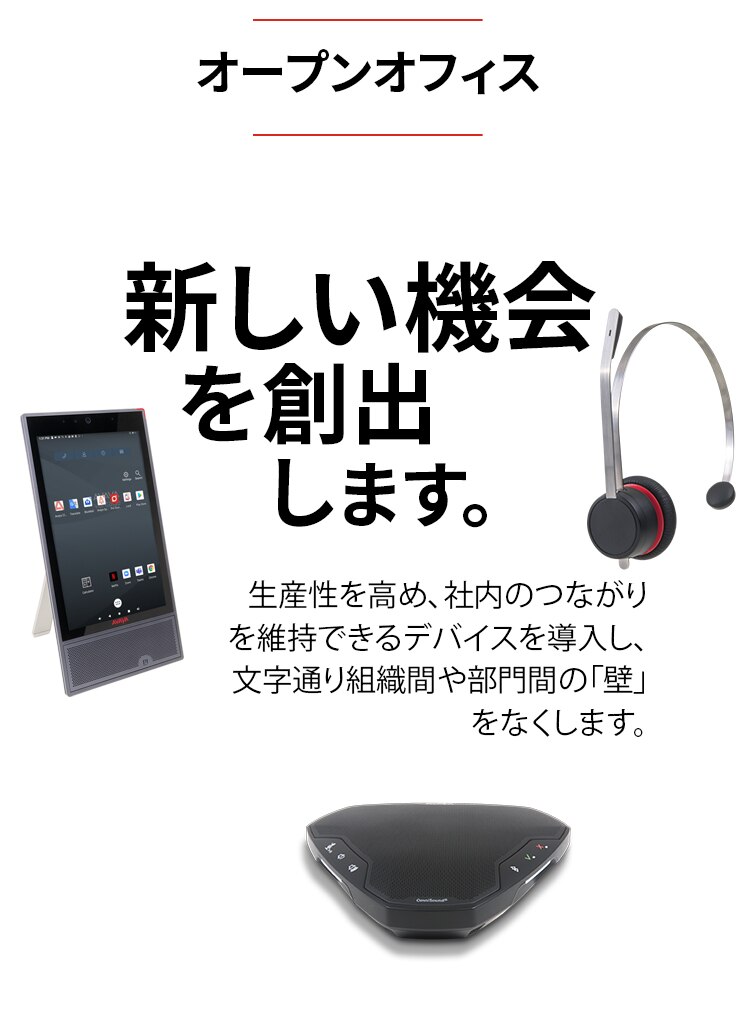 オープンオフィス
新しい機会
を創出
します。
生産性を高め、社内のつながり
を維持できるデバイスを導入し、
文字通り組織間や部門間の「壁」
をなくします。
AVAYA
OmniSound®